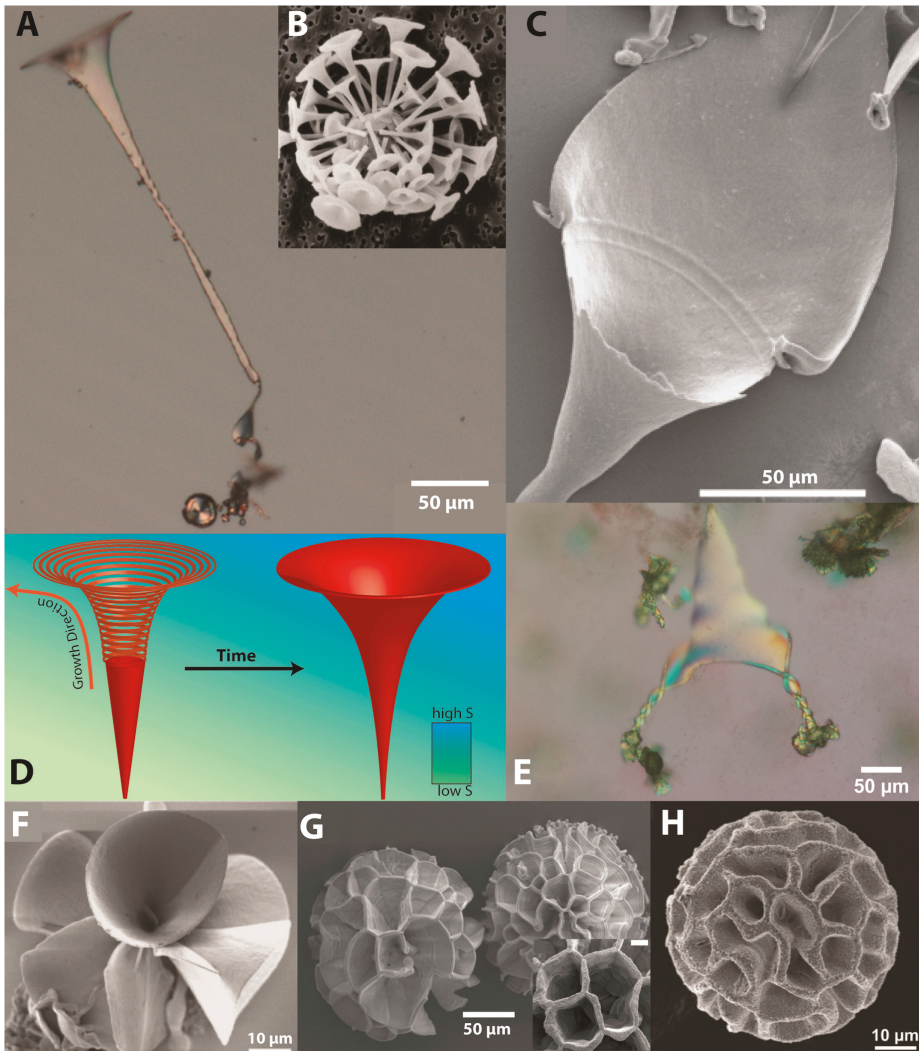 A
B
C
50 µm
50 µm
Growth Direction
Time
high S
low S
D
E
50 µm
F
G
H
10 µm
50 µm
10 µm